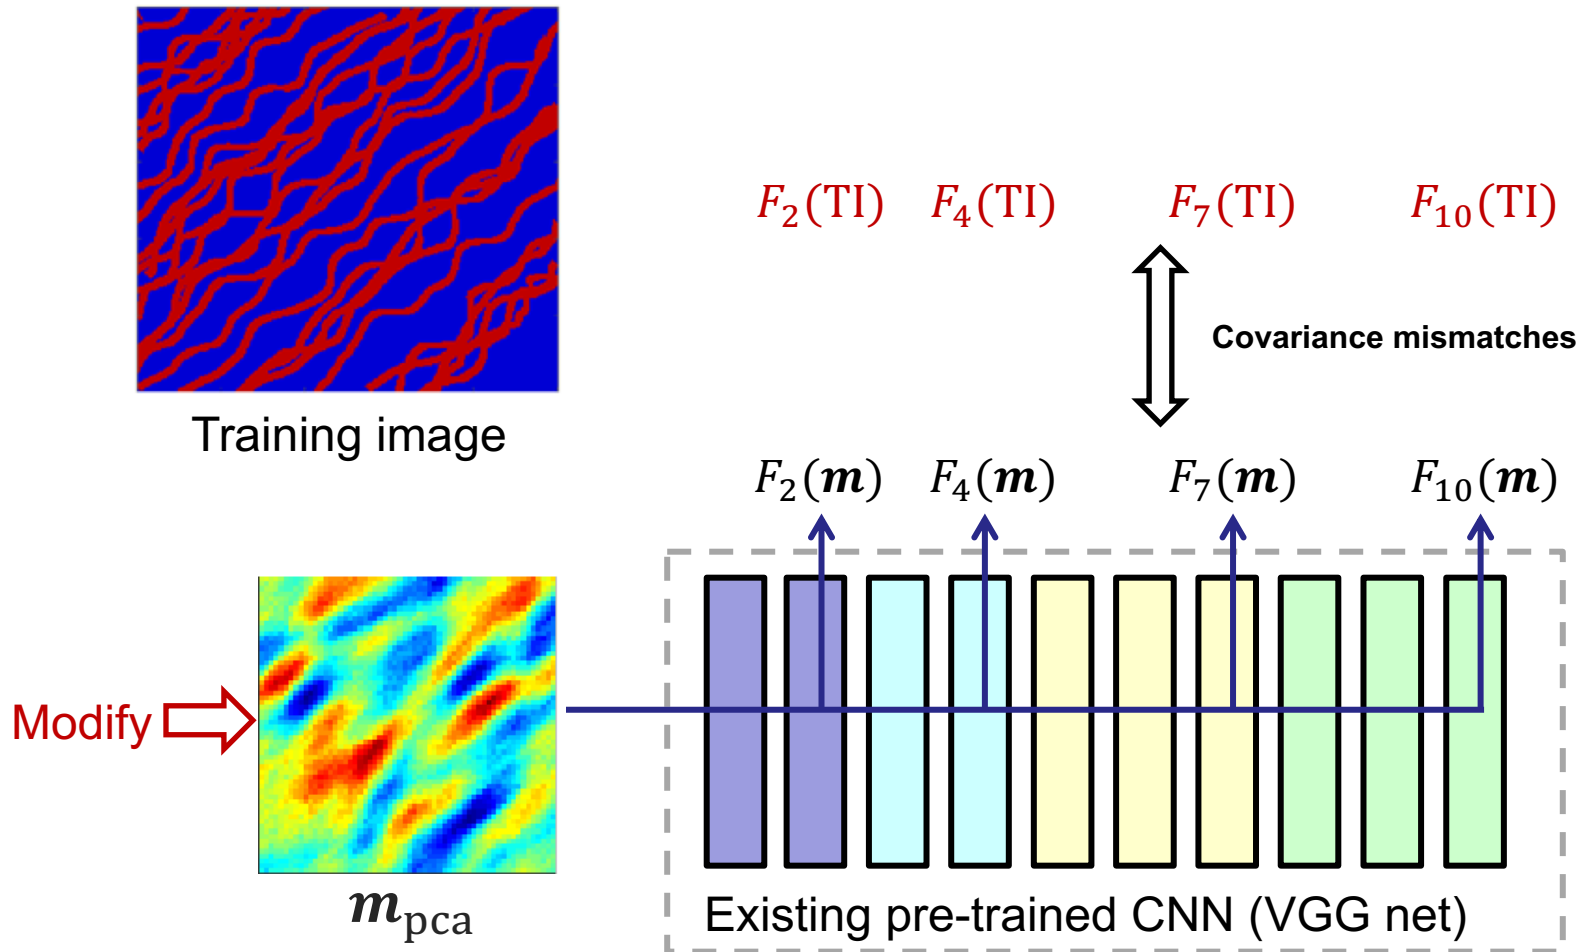 F₂(TI) F₄(TI) F₇(TI) F₁₀(TI)
Covariance mismatches
Training image
F₂(m) F₄(m) F₇(m) F₁₀(m)
Modify
m_pca
Existing pre-trained CNN (VGG net)